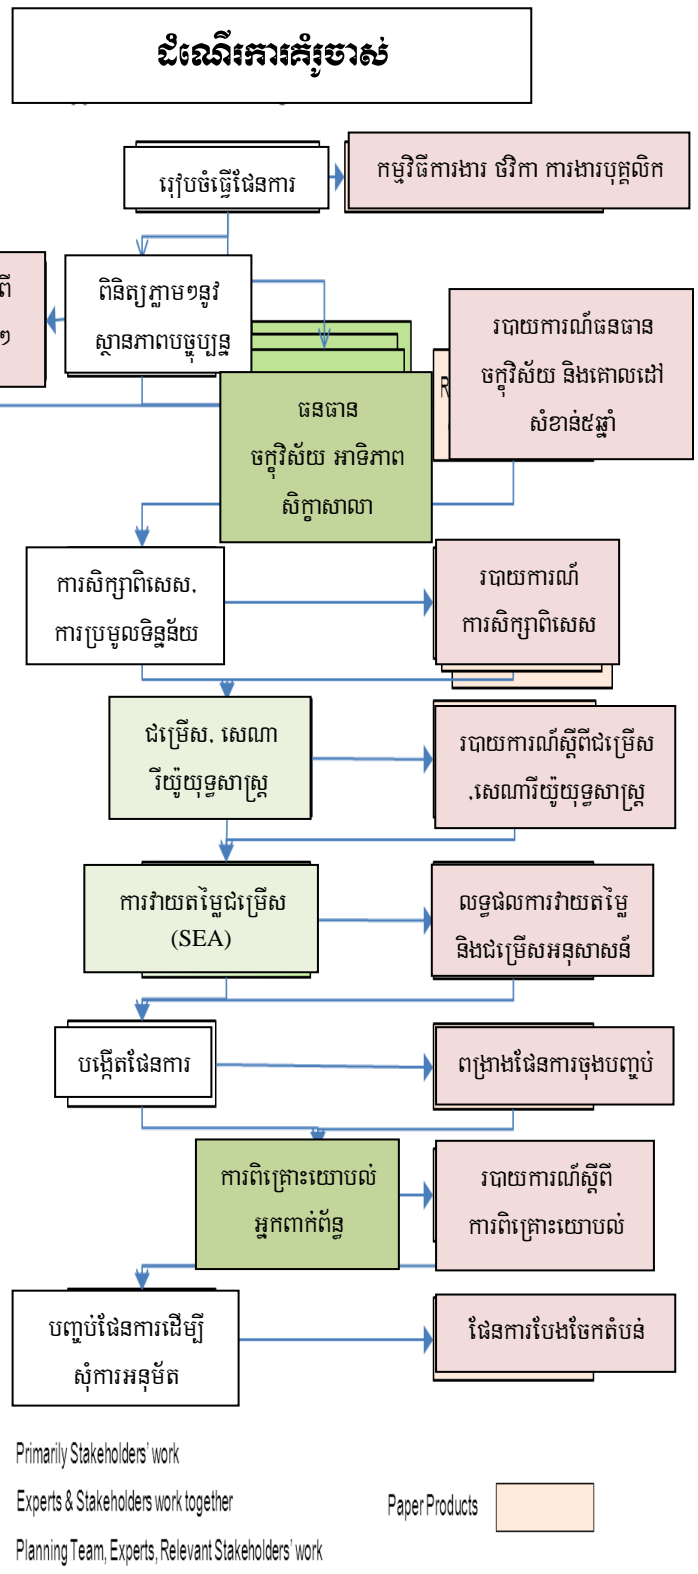 ដំណើរការគំរូចាស់
រៀបចំធ្វើផែនការ
កម្មវិធីការងារ ថវិកា ការងារបុគ្គលិក
ពិនិត្យភ្លាមៗនូវ
ស្ថានភាពបច្ចុប្បន្ន
ពី
ៗ
ធនធាន
ចក្ខុវិស័យ អាទិភាព
សិក្ខាសាលា
R
របាយការណ៍ធនធាន
ចក្ខុវិស័យ និងគោលដៅ
សំខាន់៥ឆ្នាំ
ការសិក្សាពិសេស,
ការប្រមូលទិន្នន័យ
របាយការណ៍
ការសិក្សាពិសេស
ជម្រើស, សេណា
រីយ៉ូយុទ្ធសាស្ត្រ
របាយការណ៍ស្តីពីជម្រើស
,សេណារីយ៉ូយុទ្ធសាស្ត្រ
ការវាយតម្លៃជម្រើស
(SEA)
លទ្ធផលការវាយតម្លៃ
និងជម្រើសអនុសាសន៍
បង្កើតផែនការ
ពង្រាងផែនការចុងបញ្ចប់
ការពិគ្រោះយោបល់
អ្នកពាក់ព័ន្ធ
របាយការណ៍ស្តីពី
ការពិគ្រោះយោបល់
បញ្ចប់ផែនការដើម្បី
សុំការអនុម័ត
ផែនការបែងចែកតំបន់
Primarily Stakeholders' work
Experts & Stakeholders work together
Paper Products
Planning Team, Experts, Relevant Stakeholders' work